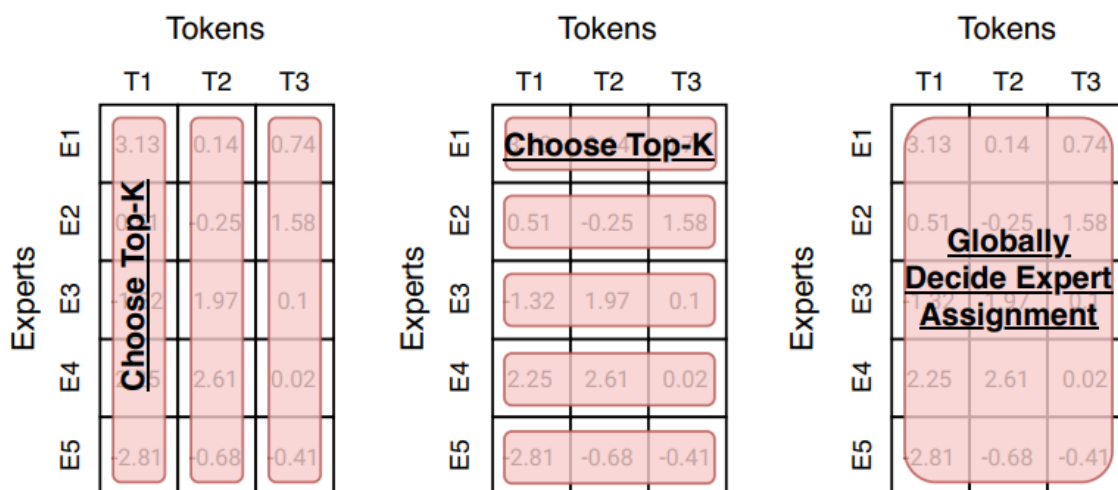 Tokens
T1 T2 T3
Experts
E1 3.13 0.14 0.74
E2 -0.25 1.58
E3 1.97 0.1
E4 2.61 0.02
E5 -2.81 -0.68 -0.41
Choose Top-K
Tokens
T1 T2 T3
Experts
E1
Choose Top-K
E2 0.51 -0.25 1.58
E3 -1.32 1.97 0.1
E4 2.25 2.61 0.02
E5 -2.81 -0.68 -0.41
Tokens
T1 T2 T3
Experts
E1 3.13 0.14 0.74
E2 0.51 -0.25 1.58
E3
E4 2.25 2.61 0.02
E5 -2.81 -0.68 -0.41
Globally
Decide Expert
Assignment